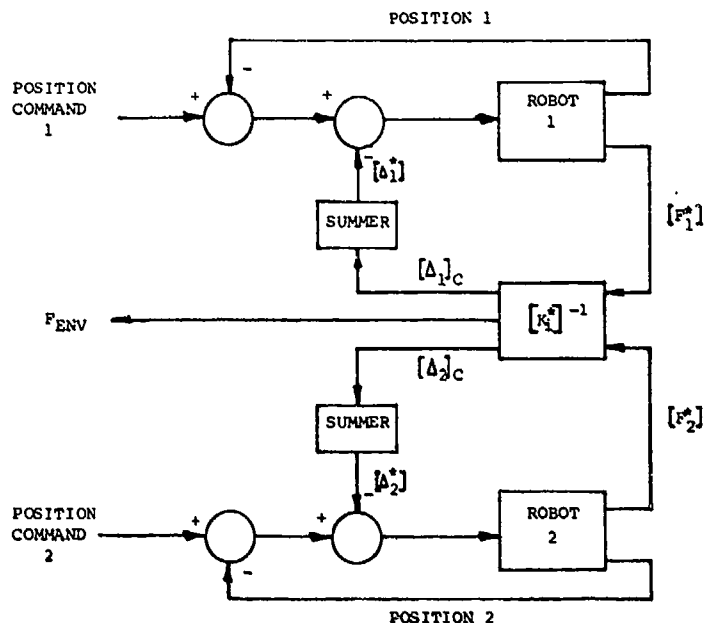 POSITION 1
POSITION
COMMAND
1
-
+
+
ROBOT
1
-
[Δ₁*]
SUMMER
[F₁*]
[Δ₁]C
FENV
[Kᵢ*]⁻¹
[Δ₂]C
SUMMER
[F₂*]
-
[Δ₂*]
POSITION
COMMAND
2
+
+
-
ROBOT
2
POSITION 2